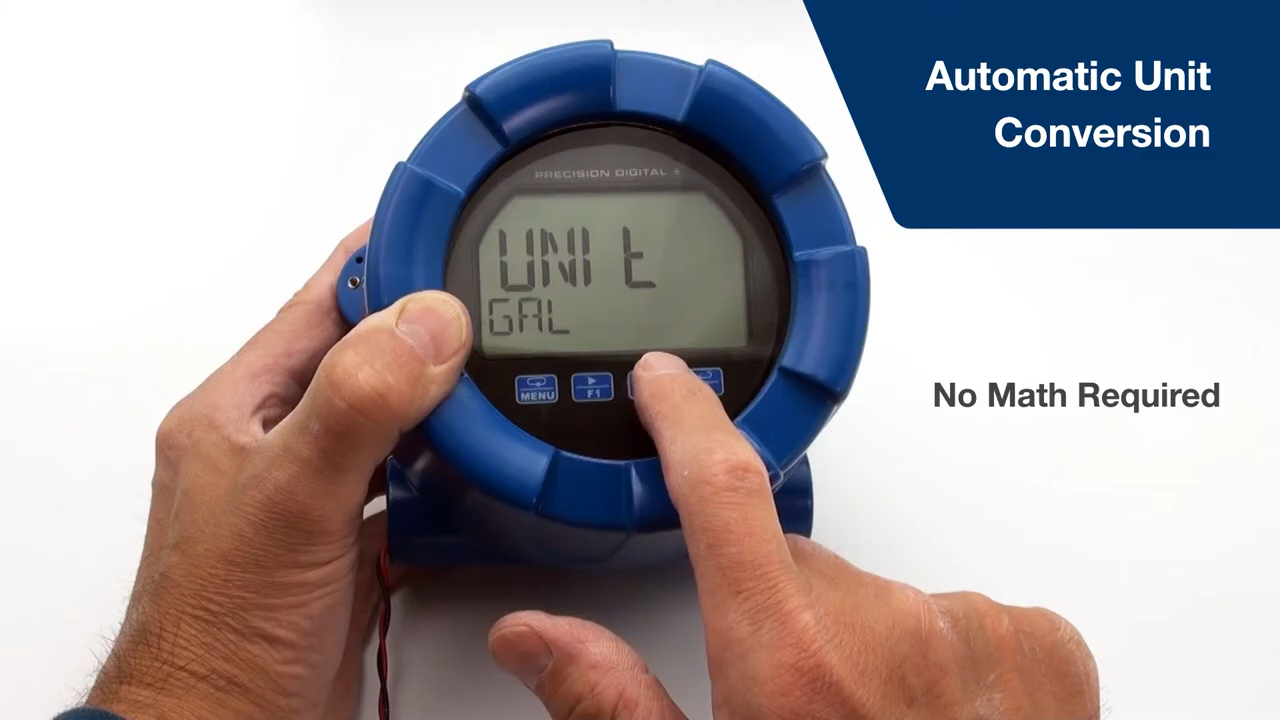 Automatic Unit
Conversion
PRECISION DIGITAL
UNIt
GAL
MENU
F1
No Math Required